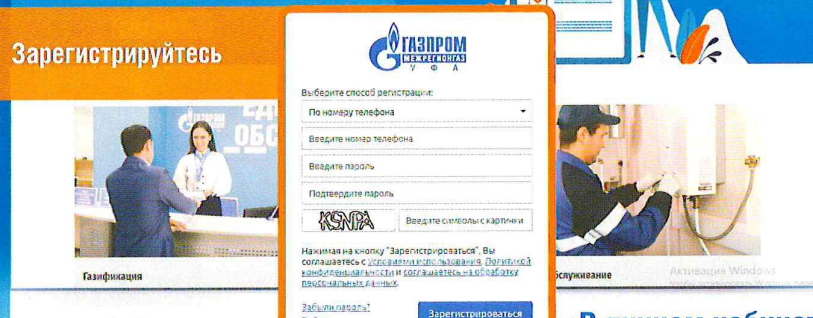 Зарегистрируйтесь
ГАЗПРОМ
МЕЖРЕГИОНГАЗ
УФА
Выберите способ регистрации:
По номеру телефона
Введите номер телефона
Введите пароль
Подтвердите пароль
KSNPA
Введите символы с картинки
Нажимая на кнопку "Зарегистрироваться", Вы
соглашаетесь с Условиями использования, Политикой
конфиденциальности и соглашаетесь на обработку
персональных данных.
Забыли пароль?
Зарегистрироваться
ГАЗПРОМ
Газификация
Активация Windows